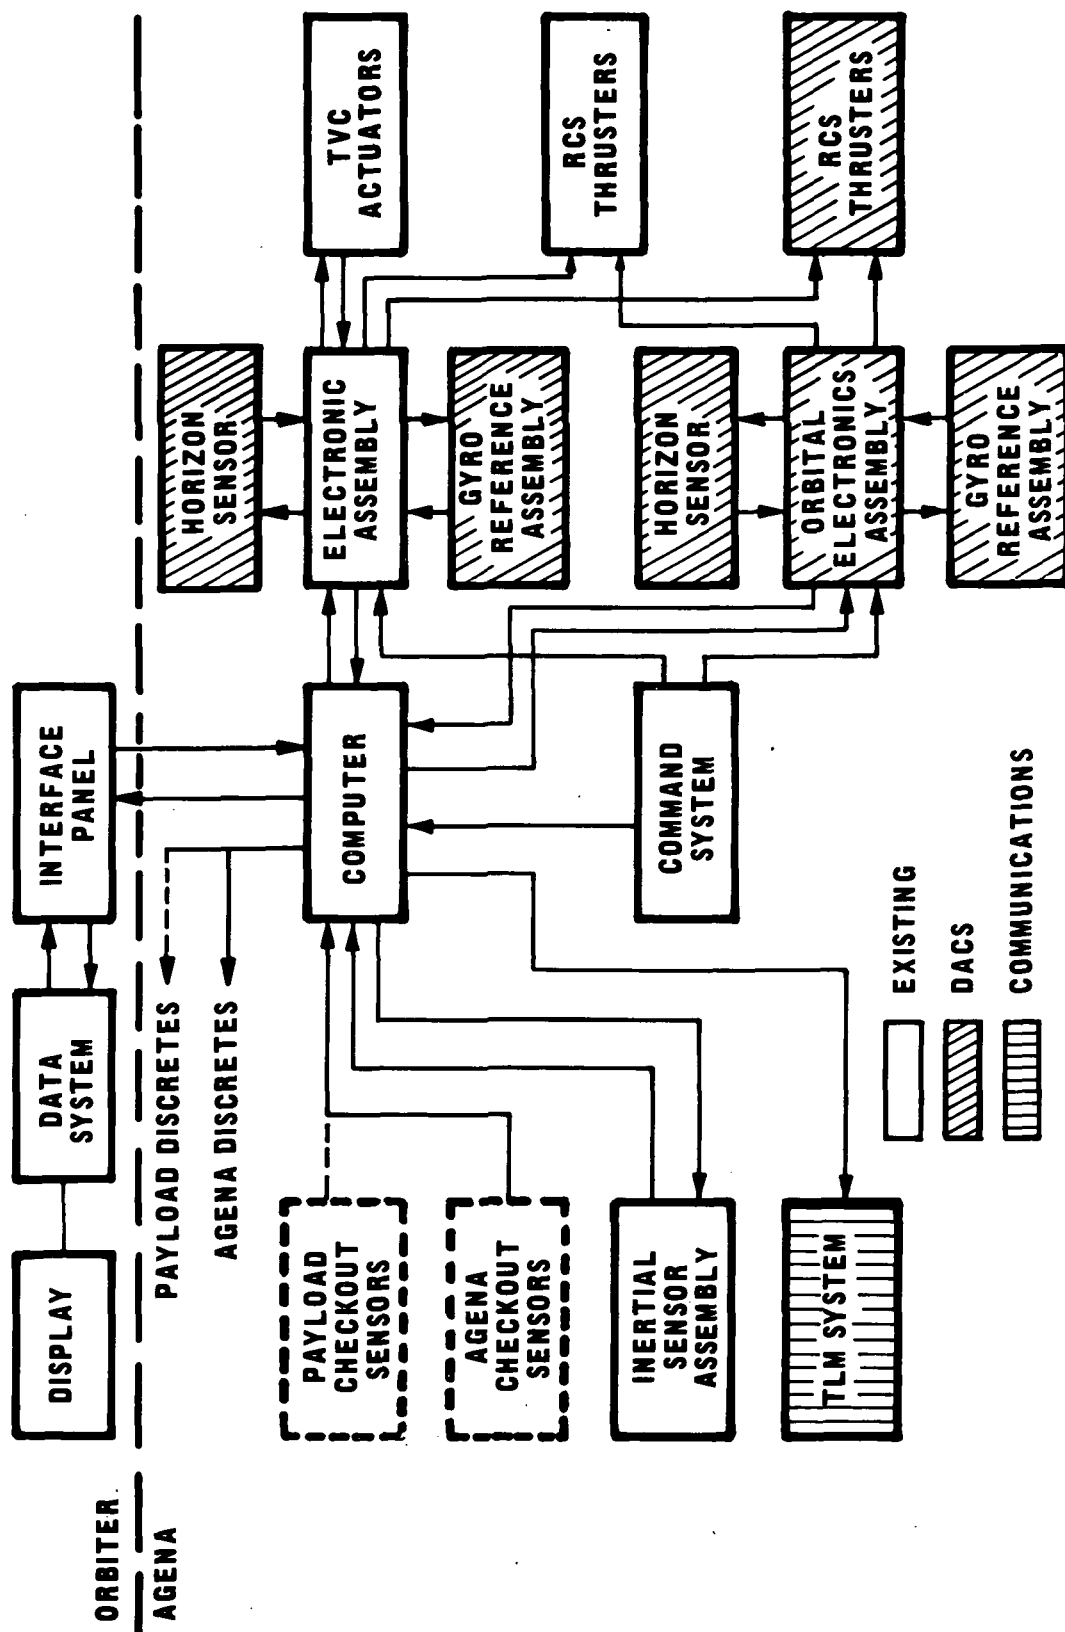 ORBITER
AGENA
DISPLAY
DATA
SYSTEM
INTERFACE
PANEL
PAYLOAD DISCRETES
AGENA DISCRETES
PAYLOAD
CHECKOUT
SENSORS
AGENA
CHECKOUT
SENSORS
INERTIAL
SENSOR
ASSEMBLY
TLM SYSTEM
COMPUTER
COMMAND
SYSTEM
HORIZON
SENSOR
ELECTRONIC
ASSEMBLY
GYRO
REFERENCE
ASSEMBLY
HORIZON
SENSOR
ORBITAL
ELECTRONICS
ASSEMBLY
GYRO
REFERENCE
ASSEMBLY
TVC
ACTUATORS
RCS
THRUSTERS
RCS
THRUSTERS
EXISTING
DACS
COMMUNICATIONS